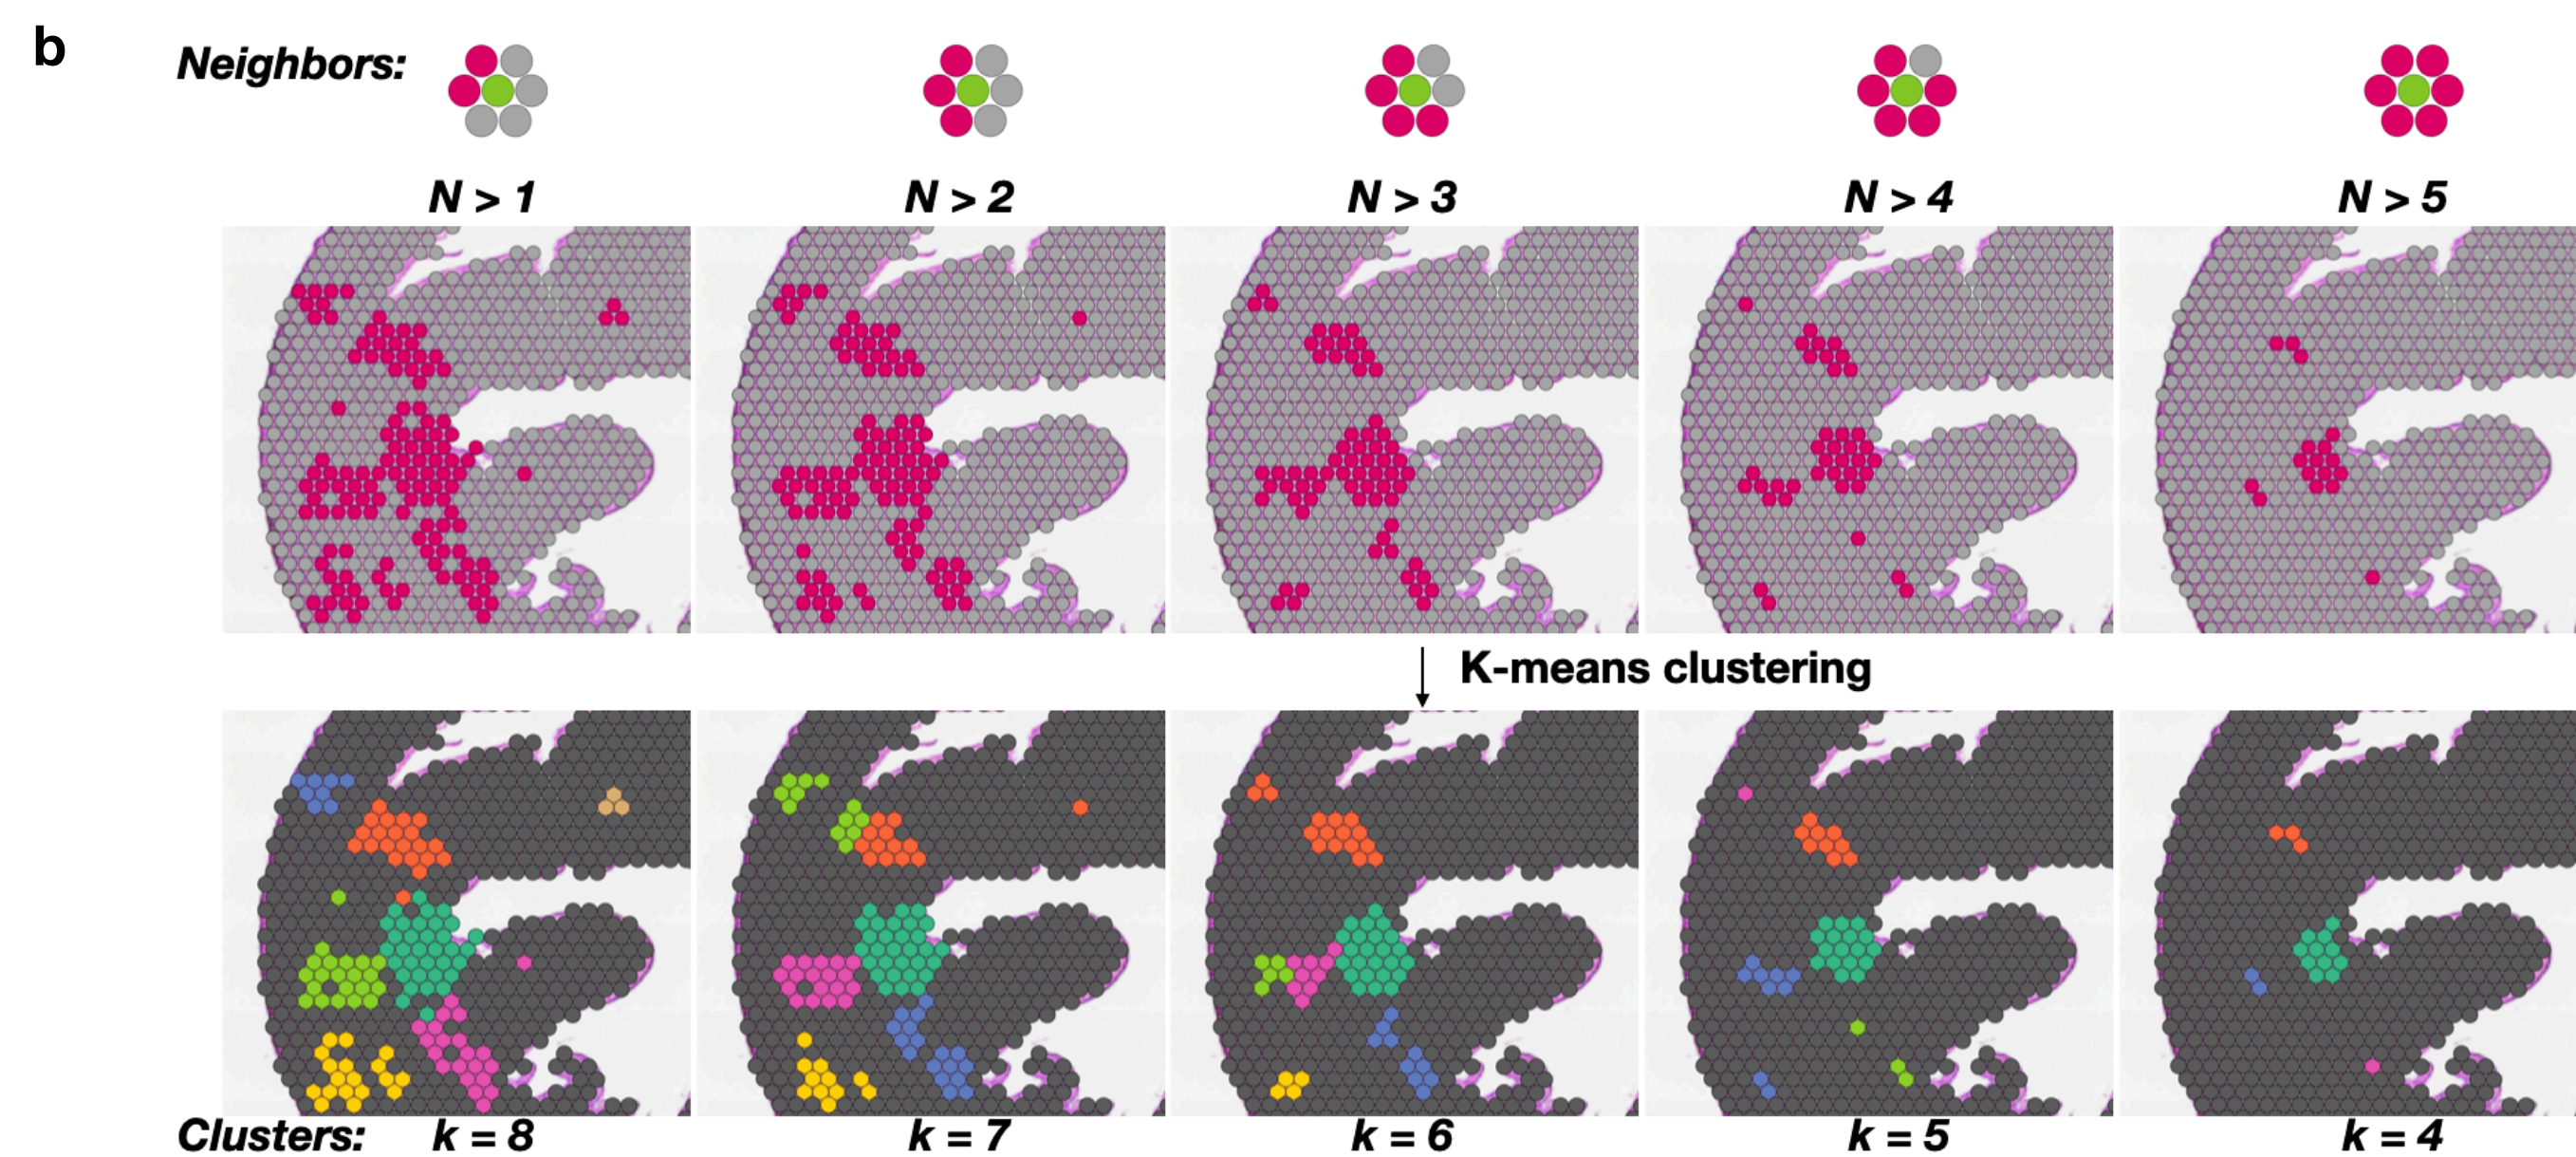 b
Neighbors:
N > 1
N > 2
N > 3
N > 4
N > 5
K-means clustering
Clusters:
k = 8
k = 7
k = 6
k = 5
k = 4